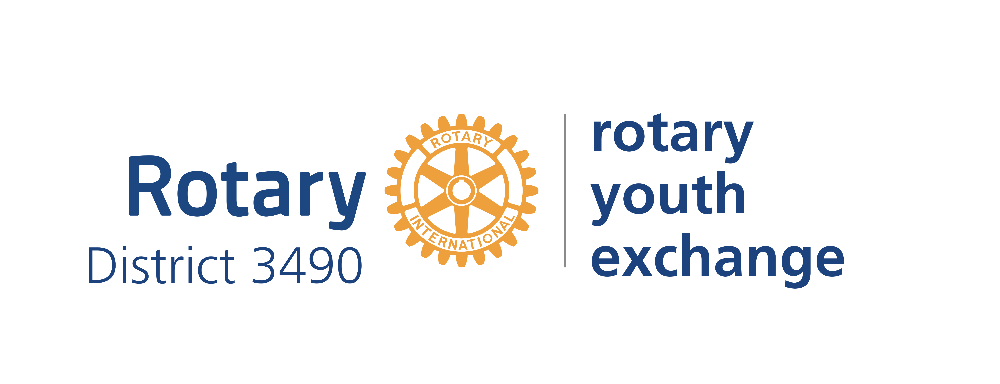 Rotary
District 3490
ROTARY
INTERNATIONAL
rotary
youth
exchange